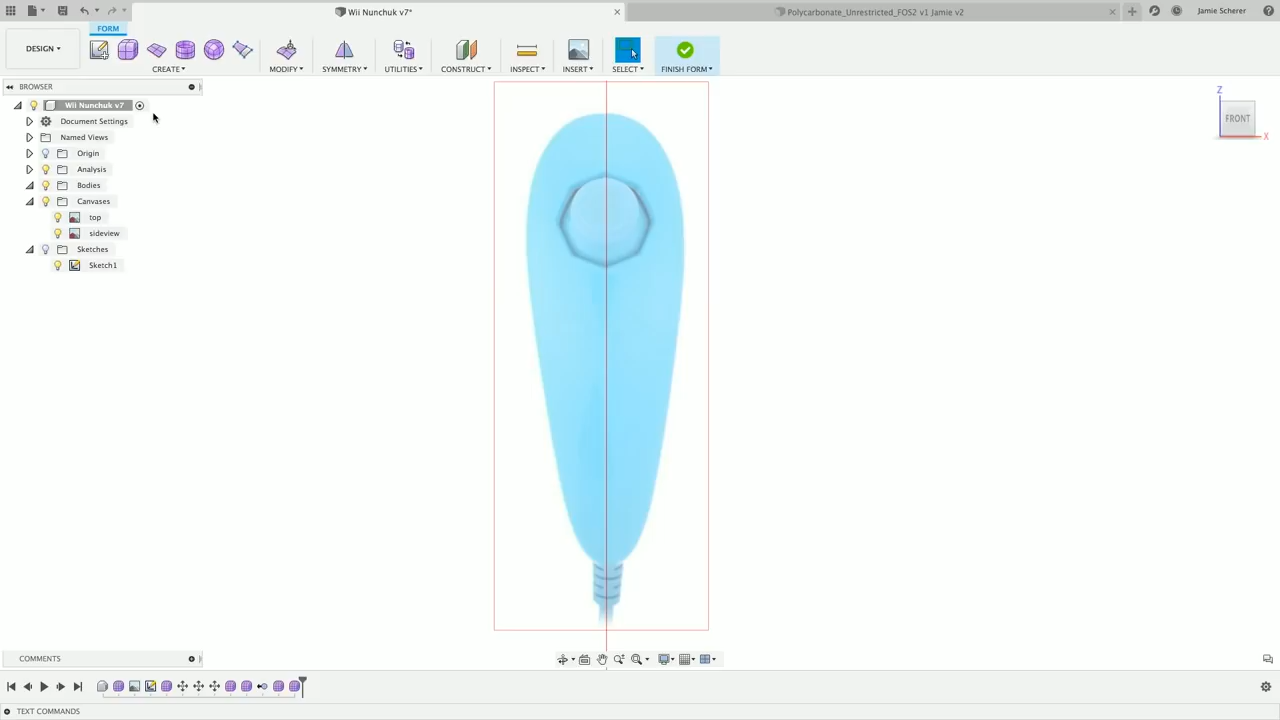 Wii Nunchuk v7*
Polycarbonate_Unrestricted_FOS2 v1 Jamie v2
Jamie Scherer
FORM
DESIGN
CREATE
MODIFY
SYMMETRY
UTILITIES
CONSTRUCT
INSPECT
INSERT
SELECT
FINISH FORM
BROWSER
Wii Nunchuk v7
Document Settings
Named Views
Origin
Analysis
Bodies
Canvases
top
sideview
Sketches
Sketch1
Z
FRONT
X
COMMENTS
TEXT COMMANDS